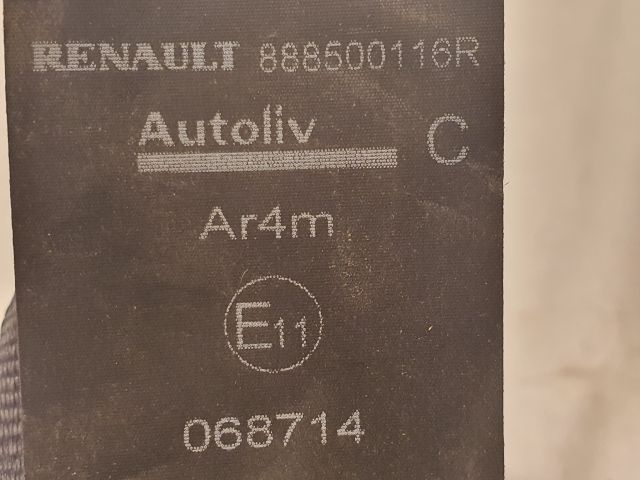 RENAULT 888500116R
Autoliv C
Ar4m
E11
068714